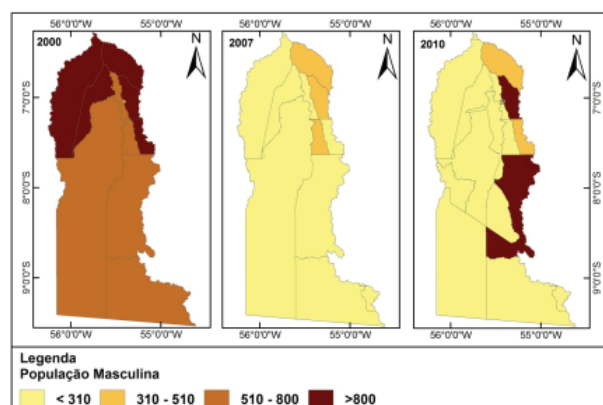 56°0'0"W 55°0'0"W 56°0'0"W 55°0'0"W 56°0'0"W 55°0'0"W
2000 N 2007 N 2010 N
7°0'0"S 7°0'0"S
8°0'0"S 8°0'0"S
9°0'0"S 9°0'0"S
56°0'0"W 55°0'0"W 56°0'0"W 55°0'0"W 56°0'0"W 55°0'0"W
Legenda
População Masculina
< 310 310 - 510 510 - 800 >800